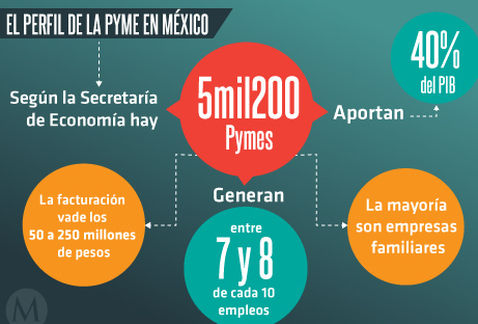 EL PERFIL DE LA PYME EN MÉXICO
Según la Secretaría
de Economía hay
5mil200
Pymes
Aportan
40%
del PIB
La facturación
vade los
50 a 250 millones
de pesos
Generan
entre
7 y 8
de cada 10
empleos
La mayoría
son empresas
familiares
M